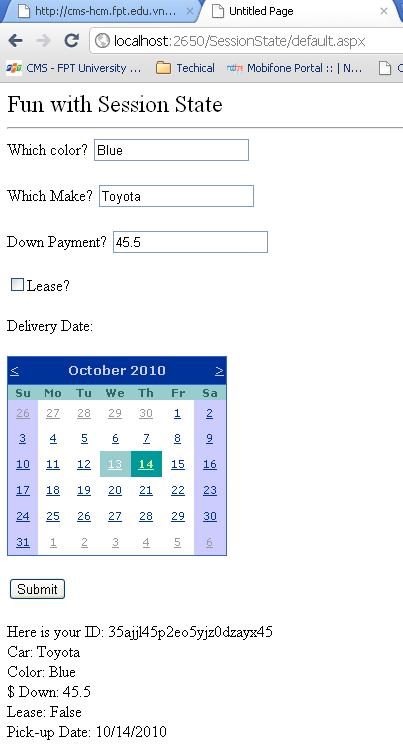 http://cms-hcm.fpt.edu.vn... Untitled Page
localhost:2650/SessionState/default.aspx
CMS - FPT University ... Techical Mobifone Portal :: | N...
Fun with Session State
Which color? Blue
Which Make? Toyota
Down Payment? 45.5
Lease?
Delivery Date:
< October 2010 >
Su Mo Tu We Th Fr Sa
26 27 28 29 30 1 2
3 4 5 6 7 8 9
10 11 12 13 14 15 16
17 18 19 20 21 22 23
24 25 26 27 28 29 30
31 1 2 3 4 5 6
Submit
Here is your ID: 35ajjl45p2eo5yjz0dzayx45
Car: Toyota
Color: Blue
$ Down: 45.5
Lease: False
Pick-up Date: 10/14/2010